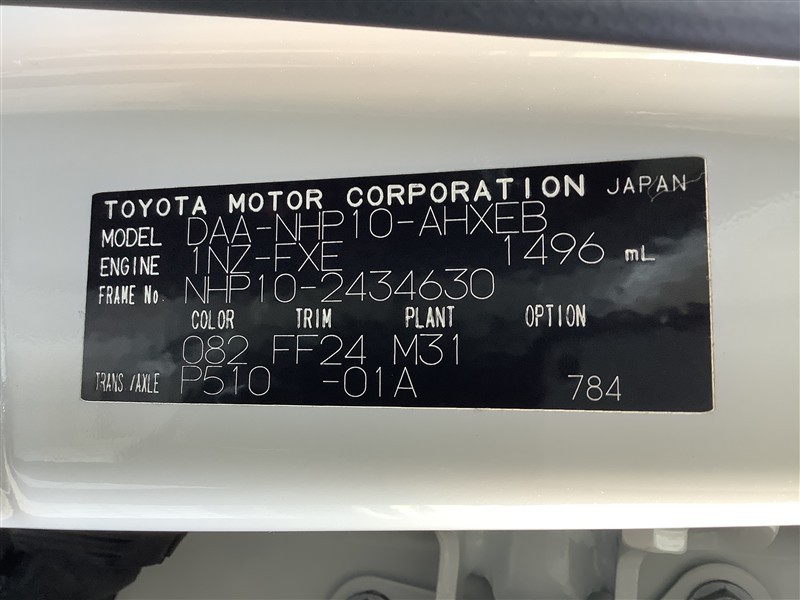 TOYOTA MOTOR CORPORATION JAPAN
MODEL DAA-NHP10-AHXEB
ENGINE 1NZ-FXE 1496 mL
FRAME No. NHP10-2434630
COLOR TRIM PLANT OPTION
082 FF24 M31
TRANS./AXLE P510 -01A 784